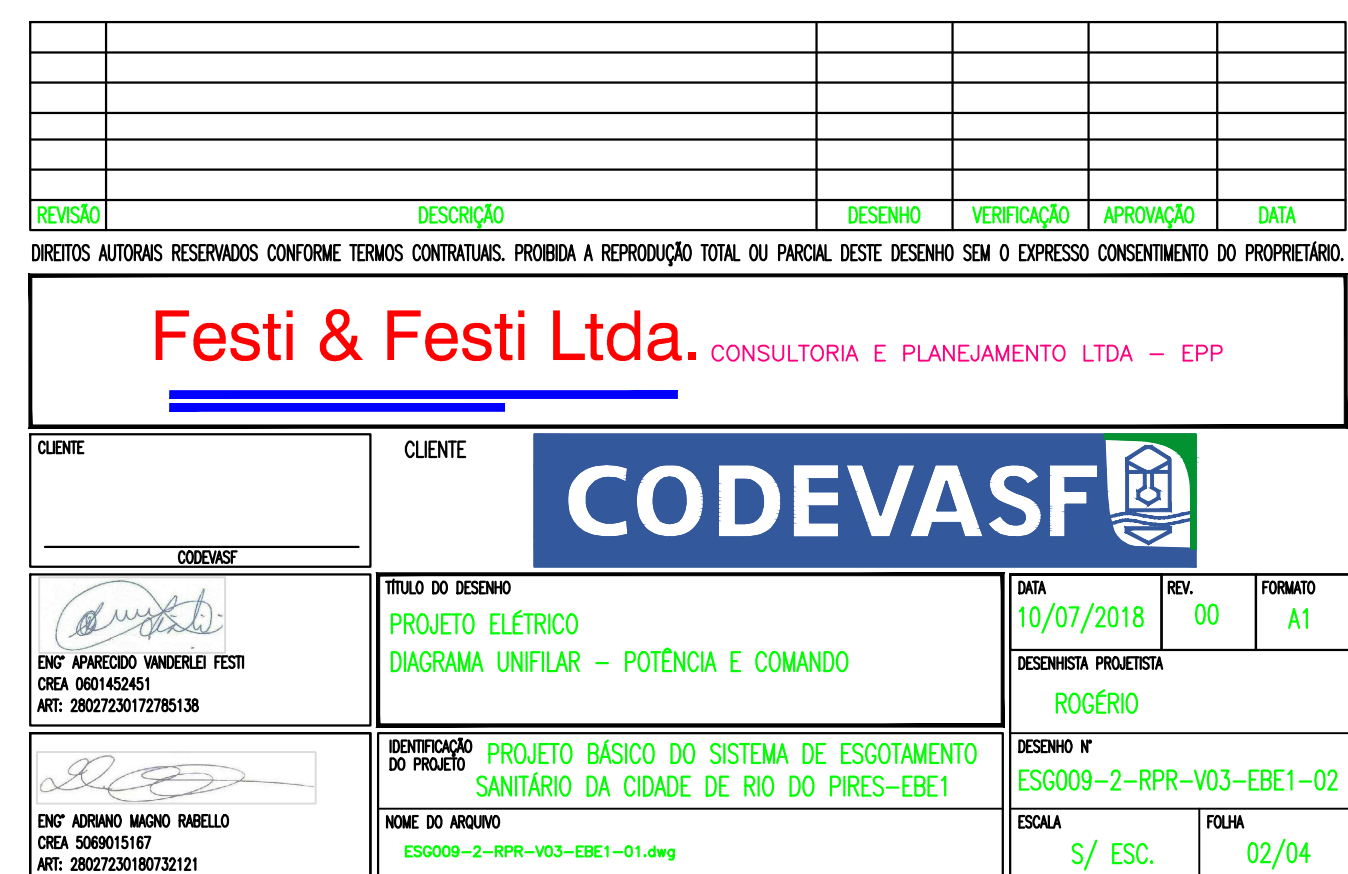 REVISÃO DESCRIÇÃO DESENHO VERIFICAÇÃO APROVAÇÃO DATA
DIREITOS AUTORAIS RESERVADOS CONFORME TERMOS CONTRATUAIS. PROIBIDA A REPRODUÇÃO TOTAL OU PARCIAL DESTE DESENHO SEM O EXPRESSO CONSENTIMENTO DO PROPRIETÁRIO.
Festi & Festi Ltda. CONSULTORIA E PLANEJAMENTO LTDA – EPP
CLIENTE
CODEVASF
CLIENTE
CODEVASF
ENGº APARECIDO VANDERLEI FESTI
CREA 0601452451
ART: 28027230172785138
TÍTULO DO DESENHO
PROJETO ELÉTRICO
DIAGRAMA UNIFILAR – POTÊNCIA E COMANDO
DATA
10/07/2018
REV.
00
FORMATO
A1
DESENHISTA PROJETISTA
ROGÉRIO
ENGº ADRIANO MAGNO RABELLO
CREA 5069015167
ART: 28027230180732121
IDENTIFICAÇÃO
DO PROJETO
PROJETO BÁSICO DO SISTEMA DE ESGOTAMENTO
SANITÁRIO DA CIDADE DE RIO DO PIRES–EBE1
DESENHO Nº
ESG009–2–RPR–V03–EBE1–02
NOME DO ARQUIVO
ESG009–2–RPR–V03–EBE1–01.dwg
ESCALA
S/ ESC.
FOLHA
02/04